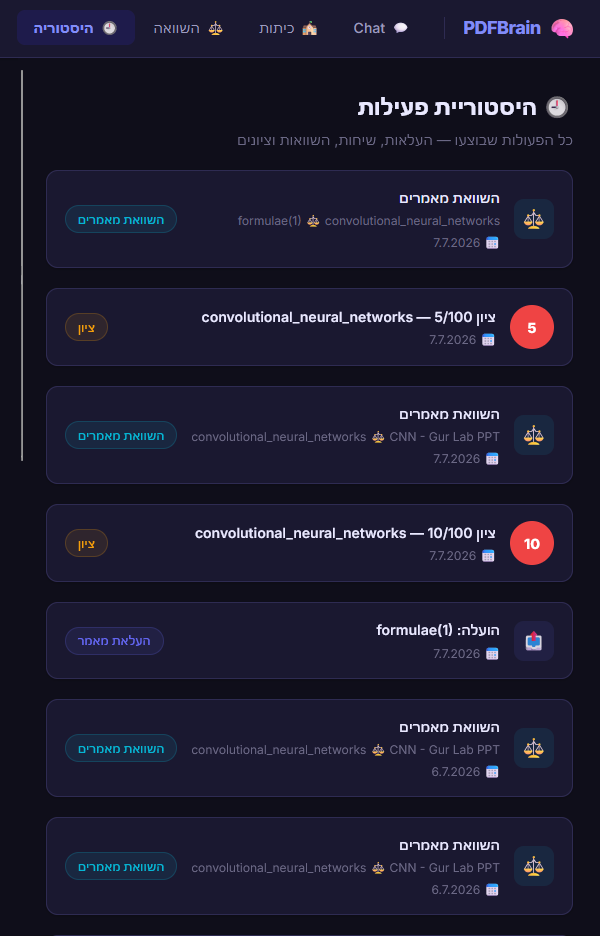 PDFBrain
Chat
כיתות
השוואה
היסטוריה
היסטוריית פעילות
כל הפעולות שבוצעו — העלאות, שיחות, השוואות וציונים
השוואת מאמרים
formulae(1) ⚖️ convolutional_neural_networks
7.7.2026
השוואת מאמרים
5
ציון 5/100 — convolutional_neural_networks
7.7.2026
ציון
השוואת מאמרים
convolutional_neural_networks ⚖️ CNN - Gur Lab PPT
7.7.2026
השוואת מאמרים
10
ציון 10/100 — convolutional_neural_networks
7.7.2026
ציון
הועלה: formulae(1)
7.7.2026
העלאת מאמר
השוואת מאמרים
convolutional_neural_networks ⚖️ CNN - Gur Lab PPT
6.7.2026
השוואת מאמרים
השוואת מאמרים
convolutional_neural_networks ⚖️ CNN - Gur Lab PPT
6.7.2026
השוואת מאמרים